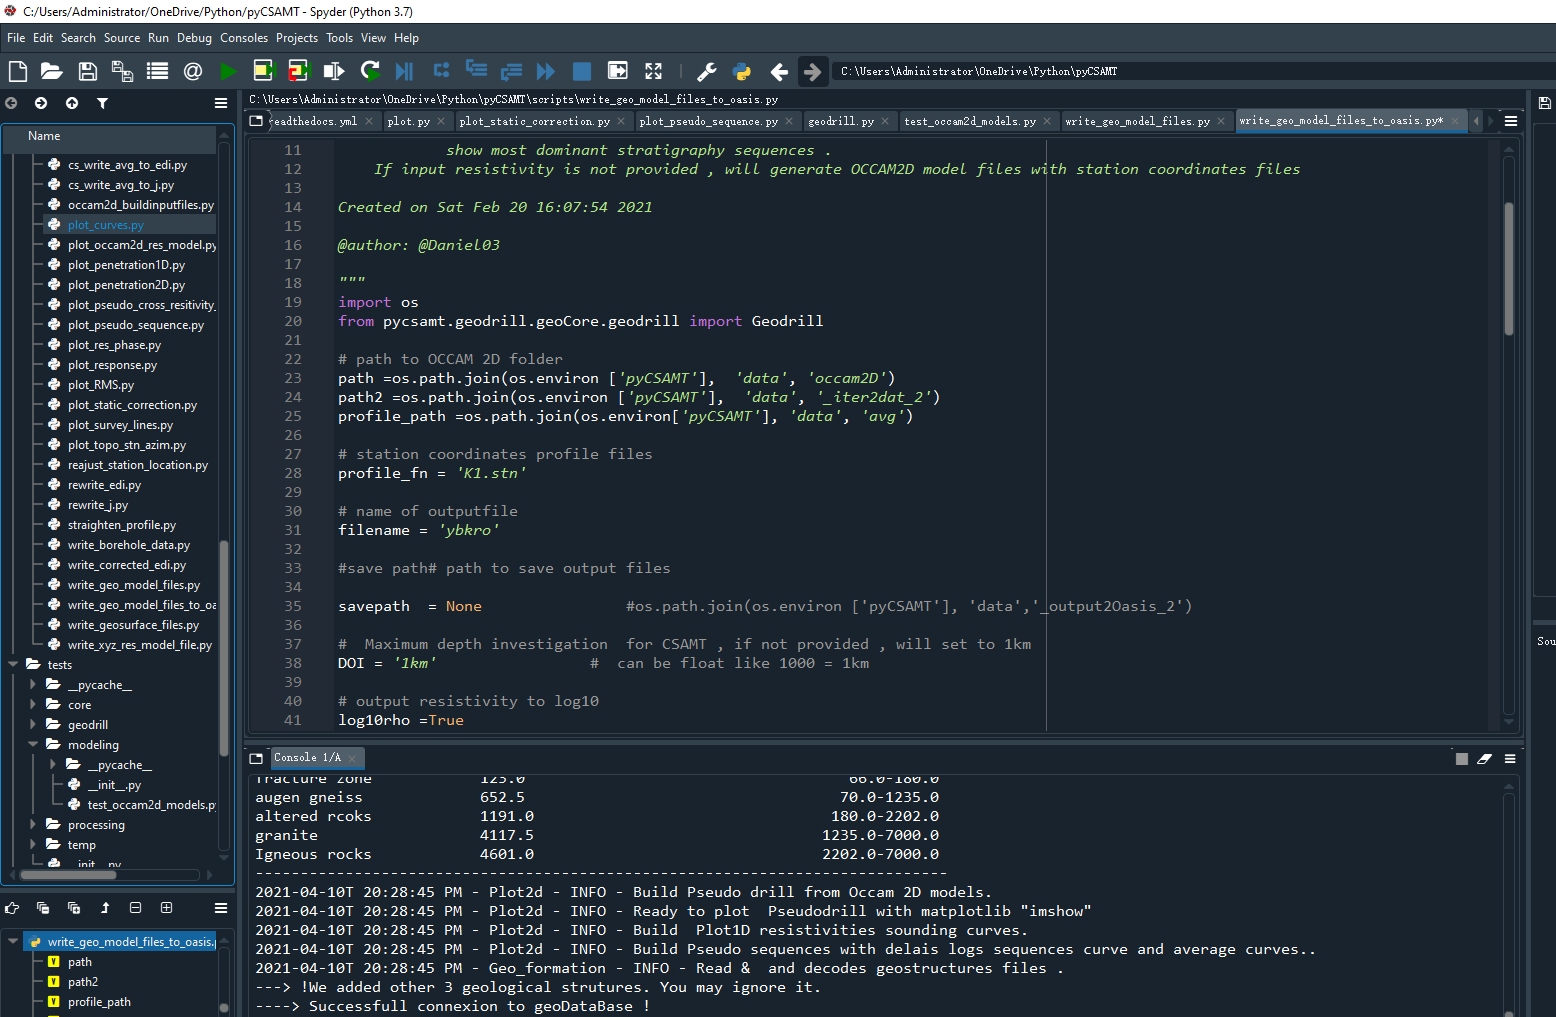 C:/Users/Administrator/OneDrive/Python/pyCSAMT - Spyder (Python 3.7)
File Edit Search Source Run Debug Consoles Projects Tools View Help
C:\Users\Administrator\OneDrive\Python\pyCSAMT
Name
cs_write_avg_to_edi.py
cs_write_avg_to_j.py
occam2d_buildinputfiles.py
plot_curves.py
plot_occam2d_res_model.py
plot_penetration1D.py
plot_penetration2D.py
plot_pseudo_cross_resitivity_
plot_pseudo_sequence.py
plot_res_phase.py
plot_response.py
plot_RMS.py
plot_static_correction.py
plot_survey_lines.py
plot_topo_stn_azim.py
reajust_station_location.py
rewrite_edi.py
rewrite_j.py
straighten_profile.py
write_borehole_data.py
write_corrected_edi.py
write_geo_model_files.py
write_geo_model_files_to_oa
write_geosurface_files.py
write_xyz_res_model_file.py
tests
__pycache__
core
geodrill
modeling
__pycache__
__init__.py
test_occam2d_models.py
processing
temp
__init__.py
write_geo_model_files_to_oasis.p
path
path2
profile_path
C:\Users\Administrator\OneDrive\Python\pyCSAMT\scripts\write_geo_model_files_to_oasis.py
readthedocs.yml plot.py plot_static_correction.py plot_pseudo_sequence.py geodrill.py test_occam2d_models.py write_geo_model_files.py write_geo_model_files_to_oasis.py*
11 show most dominant stratigraphy sequences .
12 If input resistivity is not provided , will generate OCCAM2D model files with station coordinates files
13
14 Created on Sat Feb 20 16:07:54 2021
15
16 @author: @Daniel03
17
18 """
19 import os
20 from pycsamt.geodrill.geoCore.geodrill import Geodrill
21
22 # path to OCCAM 2D folder
23 path =os.path.join(os.environ ['pyCSAMT'],  'data', 'occam2D')
24 path2 =os.path.join(os.environ ['pyCSAMT'],  'data', '_iter2dat_2')
25 profile_path =os.path.join(os.environ['pyCSAMT'], 'data', 'avg')
26
27 # station coordinates profile files
28 profile_fn = 'K1.stn'
29
30 # name of outputfile
31 filename = 'ybkro'
32
33 #save path# path to save output files
34
35 savepath  = None #os.path.join(os.environ ['pyCSAMT'], 'data','_output2Oasis_2')
36
37 #  Maximum depth investigation  for CSAMT , if not provided , will set to 1km
38 DOI = '1km' #  can be float like 1000 = 1km
39
40 # output resistivity to log10
41 log10rho =True
Console 1/A
fracture zone 123.0 66.0-180.0
augen gneiss 652.5 70.0-1235.0
altered rcoks 1191.0 180.0-2202.0
granite 4117.5 1235.0-7000.0
Igneous rocks 4601.0 2202.0-7000.0
-----------------------------------------------------------------------------
2021-04-10T 20:28:45 PM - Plot2d - INFO - Build Pseudo drill from Occam 2D models.
2021-04-10T 20:28:45 PM - Plot2d - INFO - Ready to plot  Pseudodrill with matplotlib "imshow"
2021-04-10T 20:28:45 PM - Plot2d - INFO - Build  Plot1D resistivities sounding curves.
2021-04-10T 20:28:45 PM - Plot2d - INFO - Build Pseudo sequences with delais logs sequences curve and average curves..
2021-04-10T 20:28:45 PM - Geo_formation - INFO - Read &  and decodes geostructures files .
---> !We added other 3 geological strutures. You may ignore it.
----> Successfull connexion to geoDataBase !
Sou